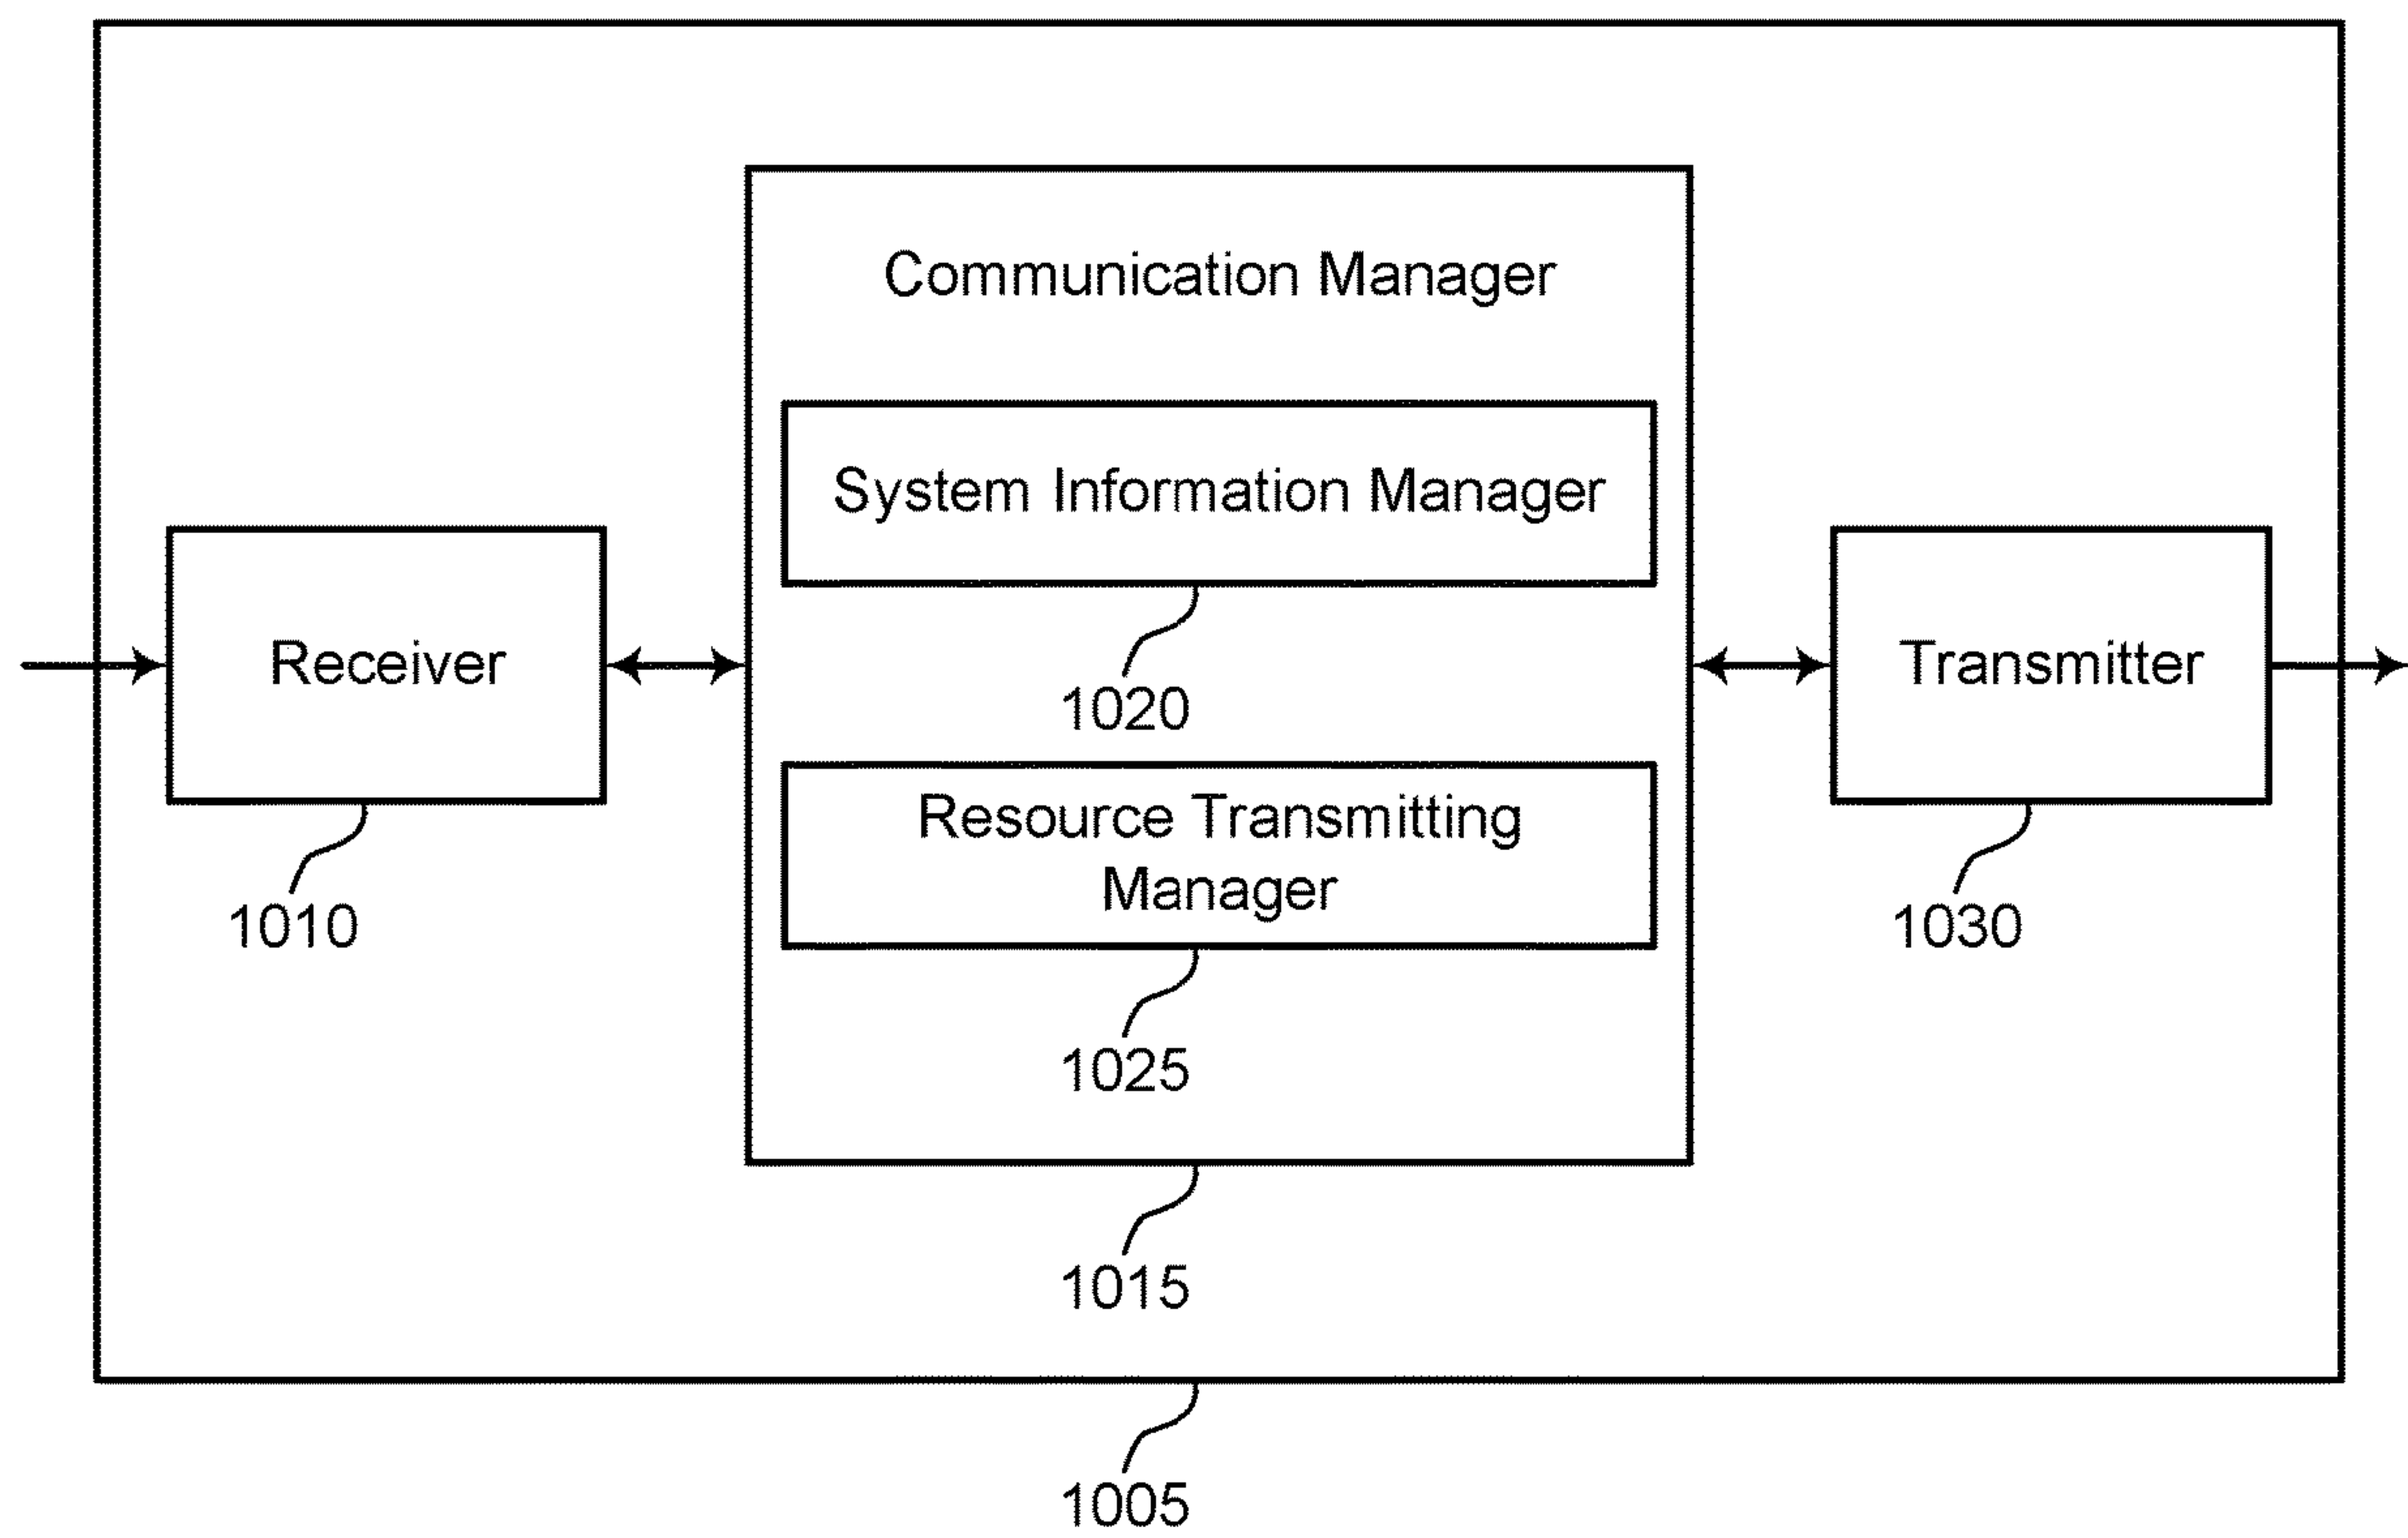 Communication Manager
System Information Manager
1020
Receiver
1010
Resource Transmitting
Manager
1025
Transmitter
1030
1015
1005